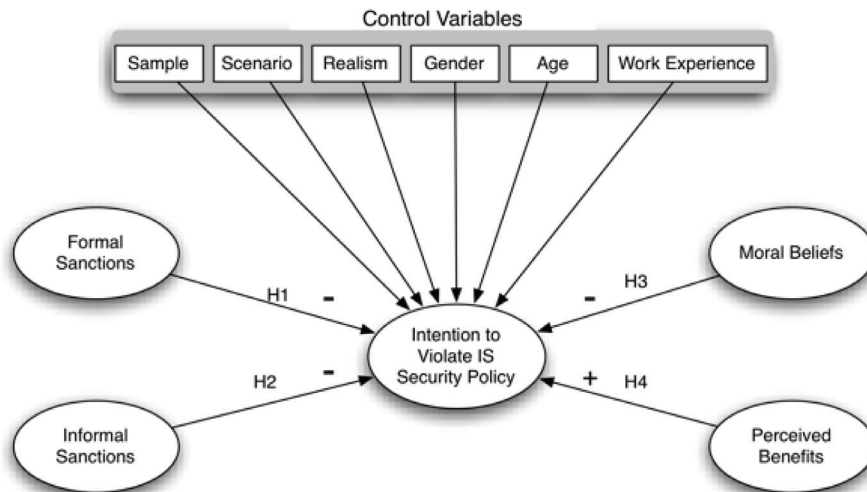 Control Variables
Sample
Scenario
Realism
Gender
Age
Work Experience
Formal
Sanctions
Moral Beliefs
H1
-
-
H3
Intention to
Violate IS
Security Policy
H2
-
+
H4
Informal
Sanctions
Perceived
Benefits